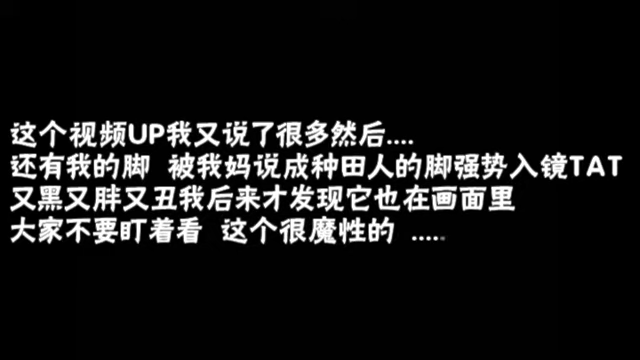 这个视频UP我又说了很多然后....
还有我的脚 被我妈说成种田人的脚强势入镜TAT
又黑又胖又丑我后来才发现它也在画面里
大家不要盯着看 这个很魔性的 .....